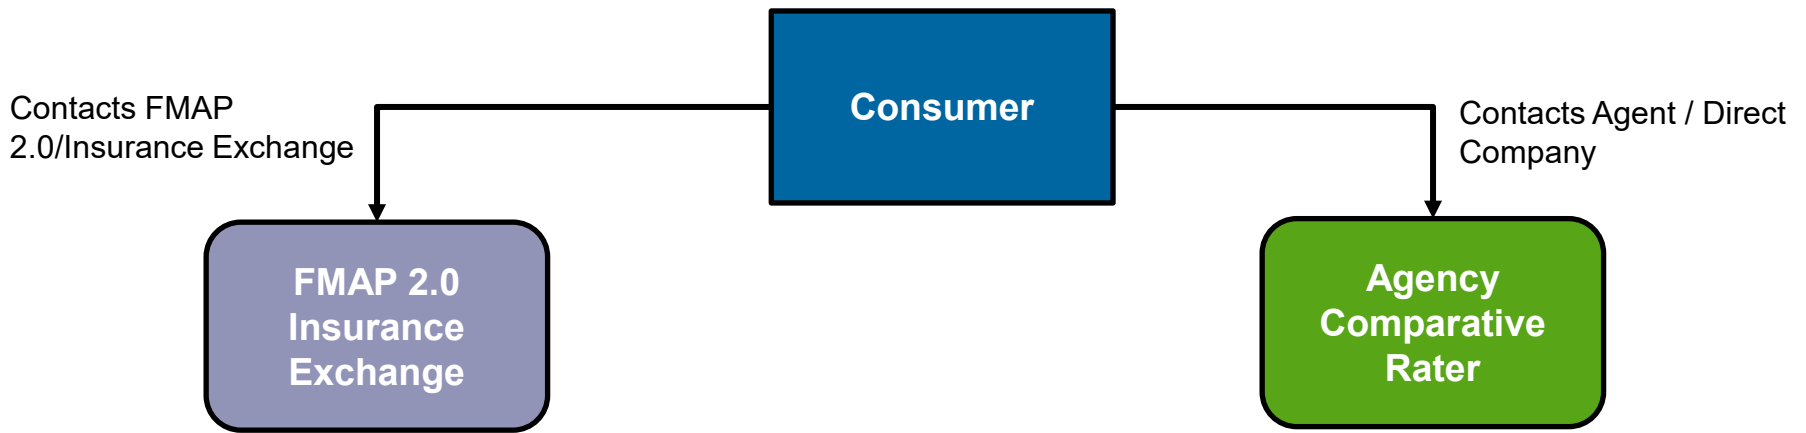 Consumer
Contacts FMAP
2.0/Insurance Exchange
Contacts Agent / Direct
Company
FMAP 2.0
Insurance
Exchange
Agency
Comparative
Rater